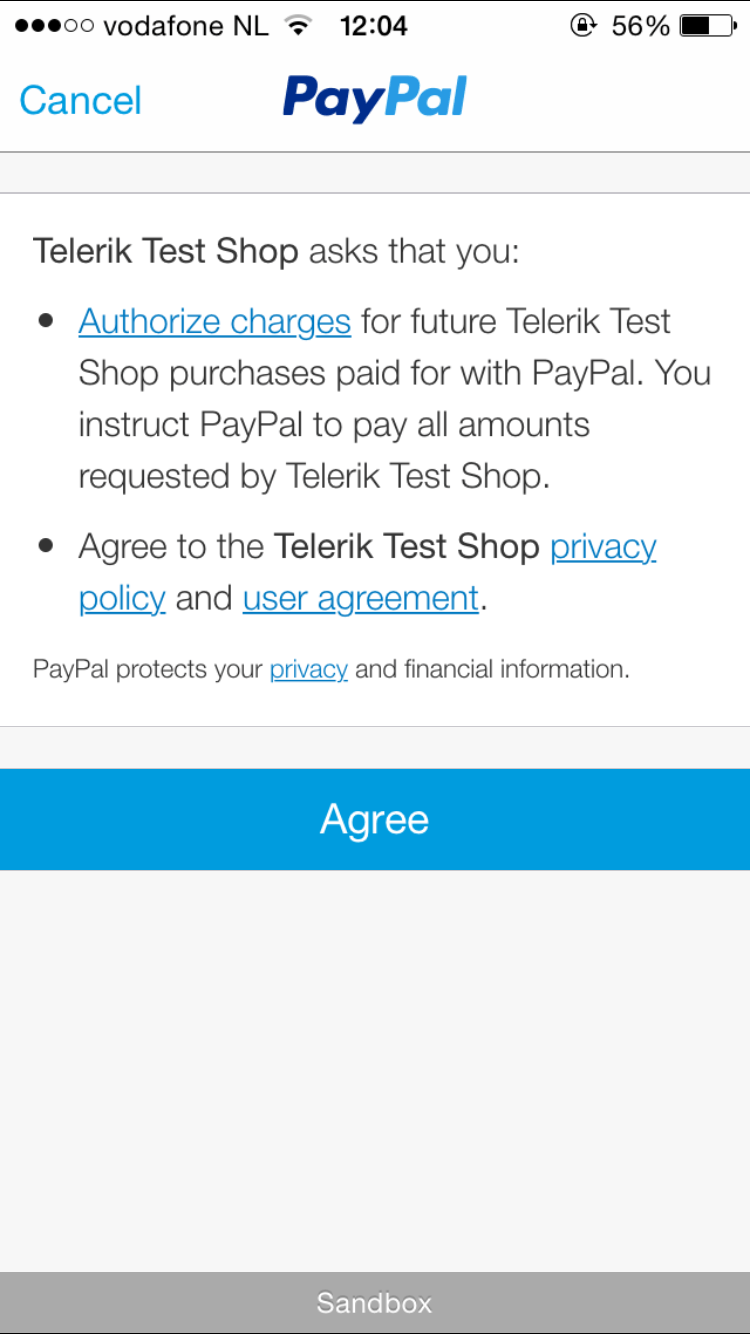 vodafone NL 12:04 56%
Cancel PayPal
Telerik Test Shop asks that you:
• Authorize charges for future Telerik Test
Shop purchases paid for with PayPal. You
instruct PayPal to pay all amounts
requested by Telerik Test Shop.
• Agree to the Telerik Test Shop privacy
policy and user agreement.
PayPal protects your privacy and financial information.
Agree
Sandbox